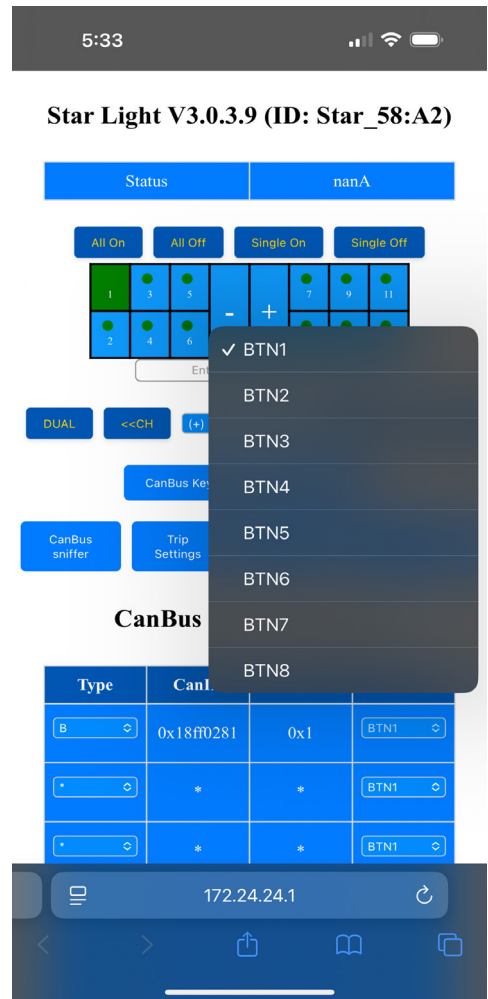 5:33
Star Light V3.0.3.9 (ID: Star_58:A2)
Status nanA
All On All Off Single On Single Off
1 3 5 - + 7 9 11
2 4 6
BTN1
BTN2
BTN3
BTN4
BTN5
BTN6
BTN7
BTN8
DUAL <<CH (+)
CanBus
CanBus
sniffer
Trip
Settings
CanBus
Type
B 0x18ff0281 0x1 BTN1
* * * BTN1
* * * BTN1
172.24.24.1